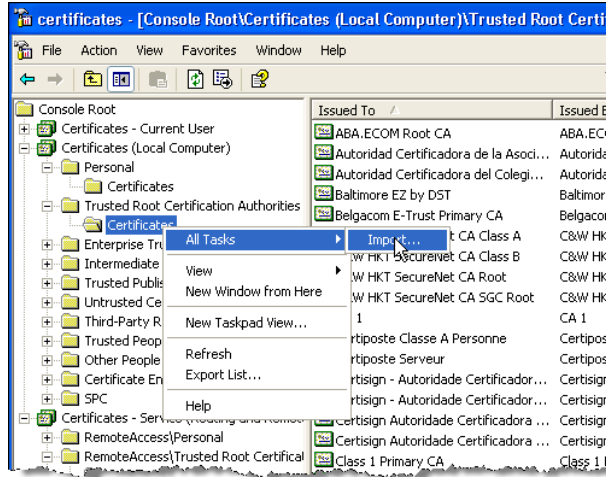 certificates - [Console Root\Certificates (Local Computer)\Trusted Root Certi
File Action View Favorites Window Help
Console Root
Certificates - Current User
Certificates (Local Computer)
Personal
Certificates
Trusted Root Certification Authorities
Certificates
Enterprise Tru
Intermediate
Trusted Publis
Untrusted Ce
Third-Party R
Trusted Peop
Other People
Certificate En
SPC
Certificates - Service (Routing and Remot
RemoteAccess\Personal
RemoteAccess\Trusted Root Certificat
All Tasks
View
New Window from Here
New Taskpad View...
Refresh
Export List...
Help
Import...
Issued To Issued B
ABA.ECOM Root CA ABA.EC
Autoridad Certificadora de la Asoci... Autorida
Autoridad Certificadora del Colegi... Autorida
Baltimore EZ by DST Baltimor
Belgacom E-Trust Primary CA Belgaco
et CA Class A C&W HK
W HKT SecureNet CA Class B C&W HK
W HKT SecureNet CA Root C&W HK
W HKT SecureNet CA SGC Root C&W HK
1 CA 1
rtiposte Classe A Personne Certipos
rtiposte Serveur Certipos
rtisign - Autoridade Certificador... Certisign
rtisign - Autoridade Certificador... Certisign
Certisign Autoridade Certificadora ... Certisign
Certisign Autoridade Certificadora ... Certisign
Class 1 Primary CA Class 1